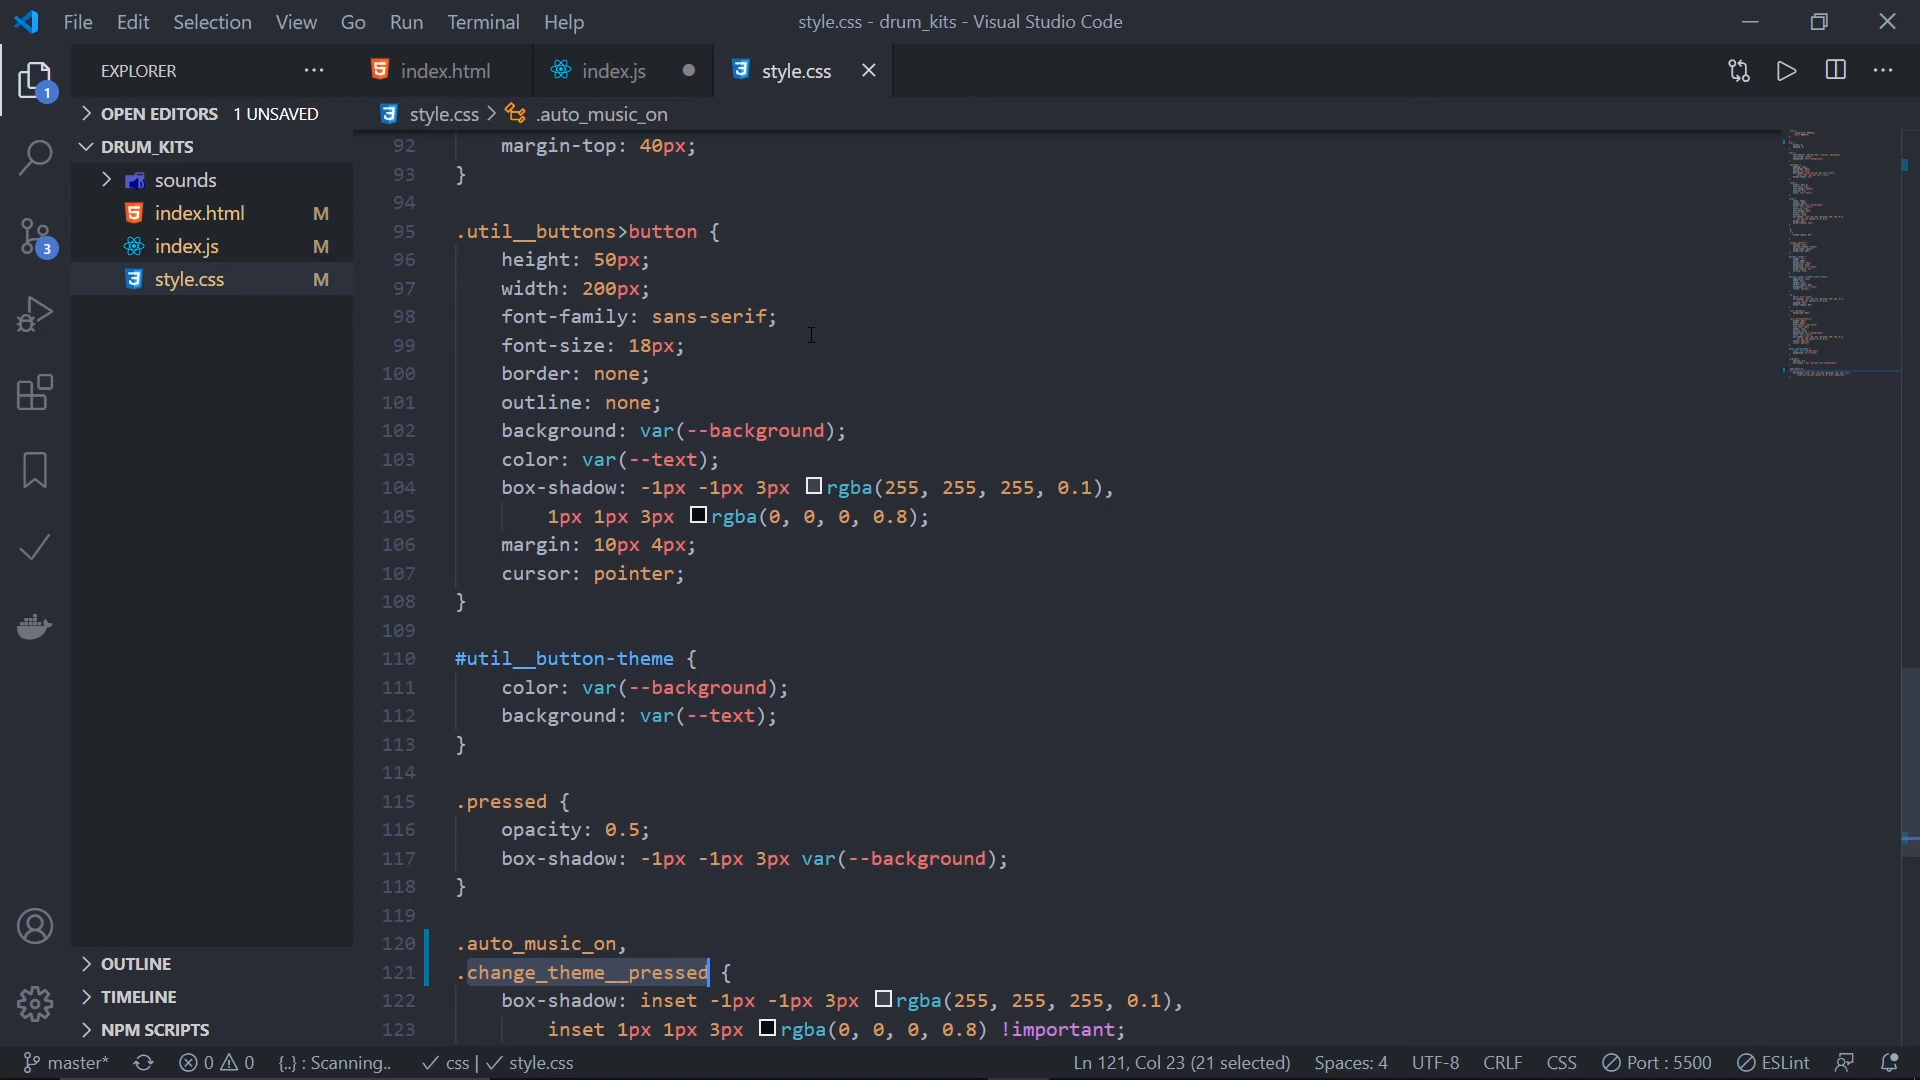 File Edit Selection View Go Run Terminal Help style.css - drum_kits - Visual Studio Code
EXPLORER ... index.html index.js style.css
OPEN EDITORS 1 UNSAVED
style.css > .auto_music_on
DRUM_KITS
sounds
index.html M
index.js M
style.css M
92 margin-top: 40px;
93 }
94
95 .util__buttons>button {
96 height: 50px;
97 width: 200px;
98 font-family: sans-serif;
99 font-size: 18px;
100 border: none;
101 outline: none;
102 background: var(--background);
103 color: var(--text);
104 box-shadow: -1px -1px 3px rgba(255, 255, 255, 0.1),
105 1px 1px 3px rgba(0, 0, 0, 0.8);
106 margin: 10px 4px;
107 cursor: pointer;
108 }
109
110 #util__button-theme {
111 color: var(--background);
112 background: var(--text);
113 }
114
115 .pressed {
116 opacity: 0.5;
117 box-shadow: -1px -1px 3px var(--background);
118 }
119
120 .auto_music_on,
121 .change_theme__pressed {
122 box-shadow: inset -1px -1px 3px rgba(255, 255, 255, 0.1),
123 inset 1px 1px 3px rgba(0, 0, 0, 0.8) !important;
1
3
OUTLINE
TIMELINE
NPM SCRIPTS
master* 0 0 {..} : Scanning.. css | style.css Ln 121, Col 23 (21 selected) Spaces: 4 UTF-8 CRLF CSS Port : 5500 ESLint